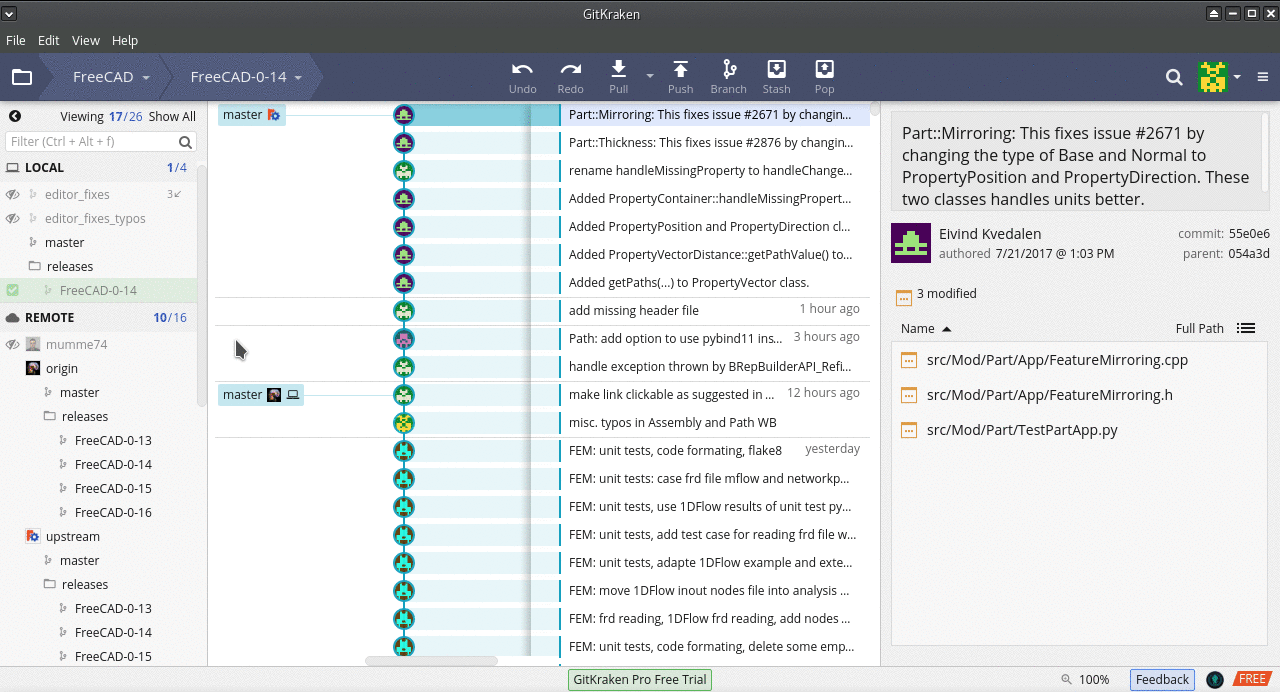 GitKraken
File Edit View Help
FreeCAD FreeCAD-0-14 Undo Redo Pull Push Branch Stash Pop
Viewing 17/26 Show All
Filter (Ctrl + Alt + f)
LOCAL 1/4
editor_fixes 3
editor_fixes_typos
master
releases
FreeCAD-0-14
REMOTE 10/16
mumme74
origin
master
releases
FreeCAD-0-13
FreeCAD-0-14
FreeCAD-0-15
FreeCAD-0-16
upstream
master
releases
FreeCAD-0-13
FreeCAD-0-14
FreeCAD-0-15
master Part::Mirroring: This fixes issue #2671 by changin...
Part::Thickness: This fixes issue #2876 by changin...
rename handleMissingProperty to handleChange...
Added PropertyContainer::handleMissingPropert...
Added PropertyPosition and PropertyDirection cl...
Added PropertyVectorDistance::getPathValue() to...
Added getPaths(...) to PropertyVector class.
add missing header file 1 hour ago
Path: add option to use pybind11 ins... 3 hours ago
handle exception thrown by BRepBuilderAPI_Refi...
master make link clickable as suggested in ... 12 hours ago
misc. typos in Assembly and Path WB
FEM: unit tests, code formating, flake8 yesterday
FEM: unit tests: case frd file mflow and networkp...
FEM: unit tests, use 1DFlow results of unit test py...
FEM: unit tests, add test case for reading frd file w...
FEM: unit tests, adapte 1DFlow example and exte...
FEM: move 1DFlow inout nodes file into analysis ...
FEM: frd reading, 1DFlow frd reading, add nodes ...
FEM: unit tests, code formating, delete some emp...
Part::Mirroring: This fixes issue #2671 by
changing the type of Base and Normal to
PropertyPosition and PropertyDirection. These
two classes handles units better.
Eivind Kvedalen commit: 55e0e6
authored 7/21/2017 @ 1:03 PM parent: 054a3d
3 modified
Name Full Path
src/Mod/Part/App/FeatureMirroring.cpp
src/Mod/Part/App/FeatureMirroring.h
src/Mod/Part/TestPartApp.py
GitKraken Pro Free Trial 100% Feedback FREE